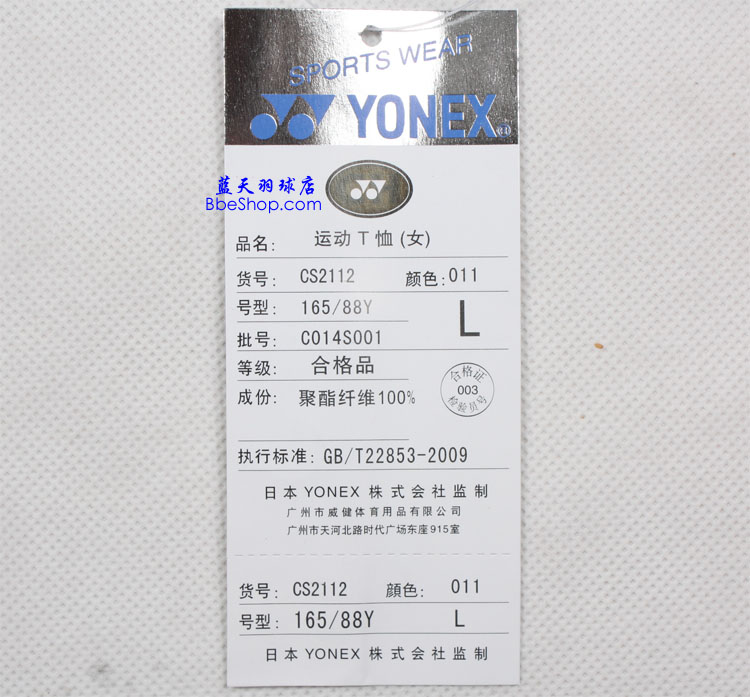 SPORTS WEAR
YONEX®
蓝天羽球店
BbeShop.com
品名: 运动T恤(女)
货号: CS2112 颜色: 011
号型: 165/88Y L
批号: C014S001
等级: 合格品
合格证
003
检验员号
成份: 聚酯纤维100%
执行标准: GB/T22853-2009
日本 YONEX 株式会社监制
广州市威健体育用品有限公司
广州市天河北路时代广场东座915室
货号: CS2112 颜色: 011
号型: 165/88Y L
日本 YONEX 株式会社监制